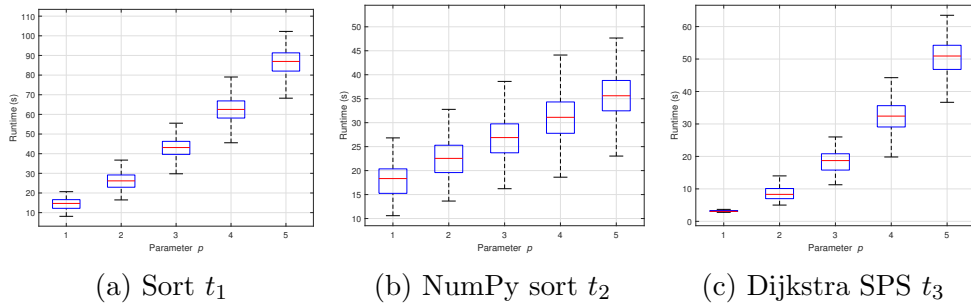 110
100
90
80
70
60
50
40
30
20
10
Runtime (s)
1 2 3 4 5
Parameter p
(a) Sort t₁
50
45
40
35
30
25
20
15
10
Runtime (s)
1 2 3 4 5
Parameter p
(b) NumPy sort t₂
60
50
40
30
20
10
0
Runtime (s)
1 2 3 4 5
Parameter p
(c) Dijkstra SPS t₃